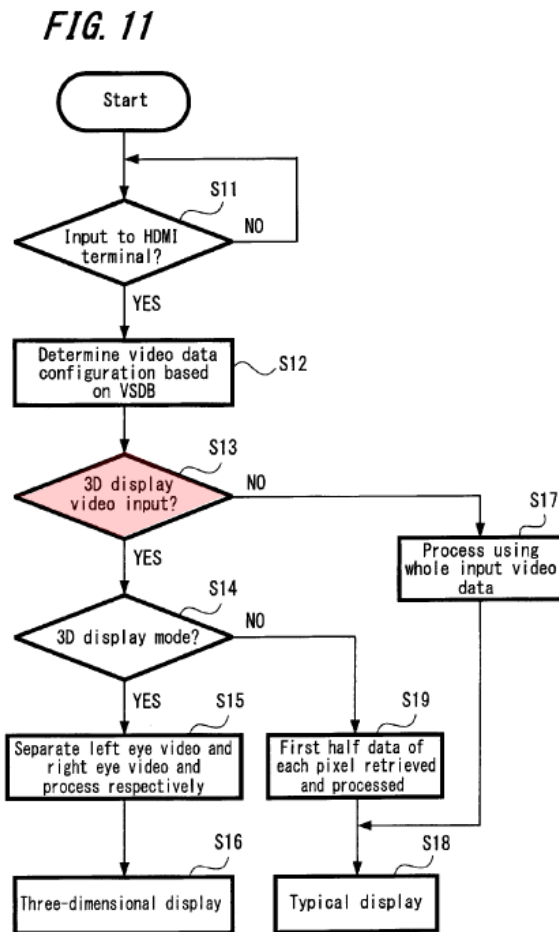 FIG. 11
Start
S11
Input to HDMI
terminal?
NO
YES
Determine video data
configuration based
on VSDB
S12
S13
3D display
video input?
NO
YES
S17
Process using
whole input video
data
S14
3D display mode?
NO
YES
S15
Separate left eye video and
right eye video and
process respectively
S19
First half data of
each pixel retrieved
and processed
S16
Three-dimensional display
S18
Typical display